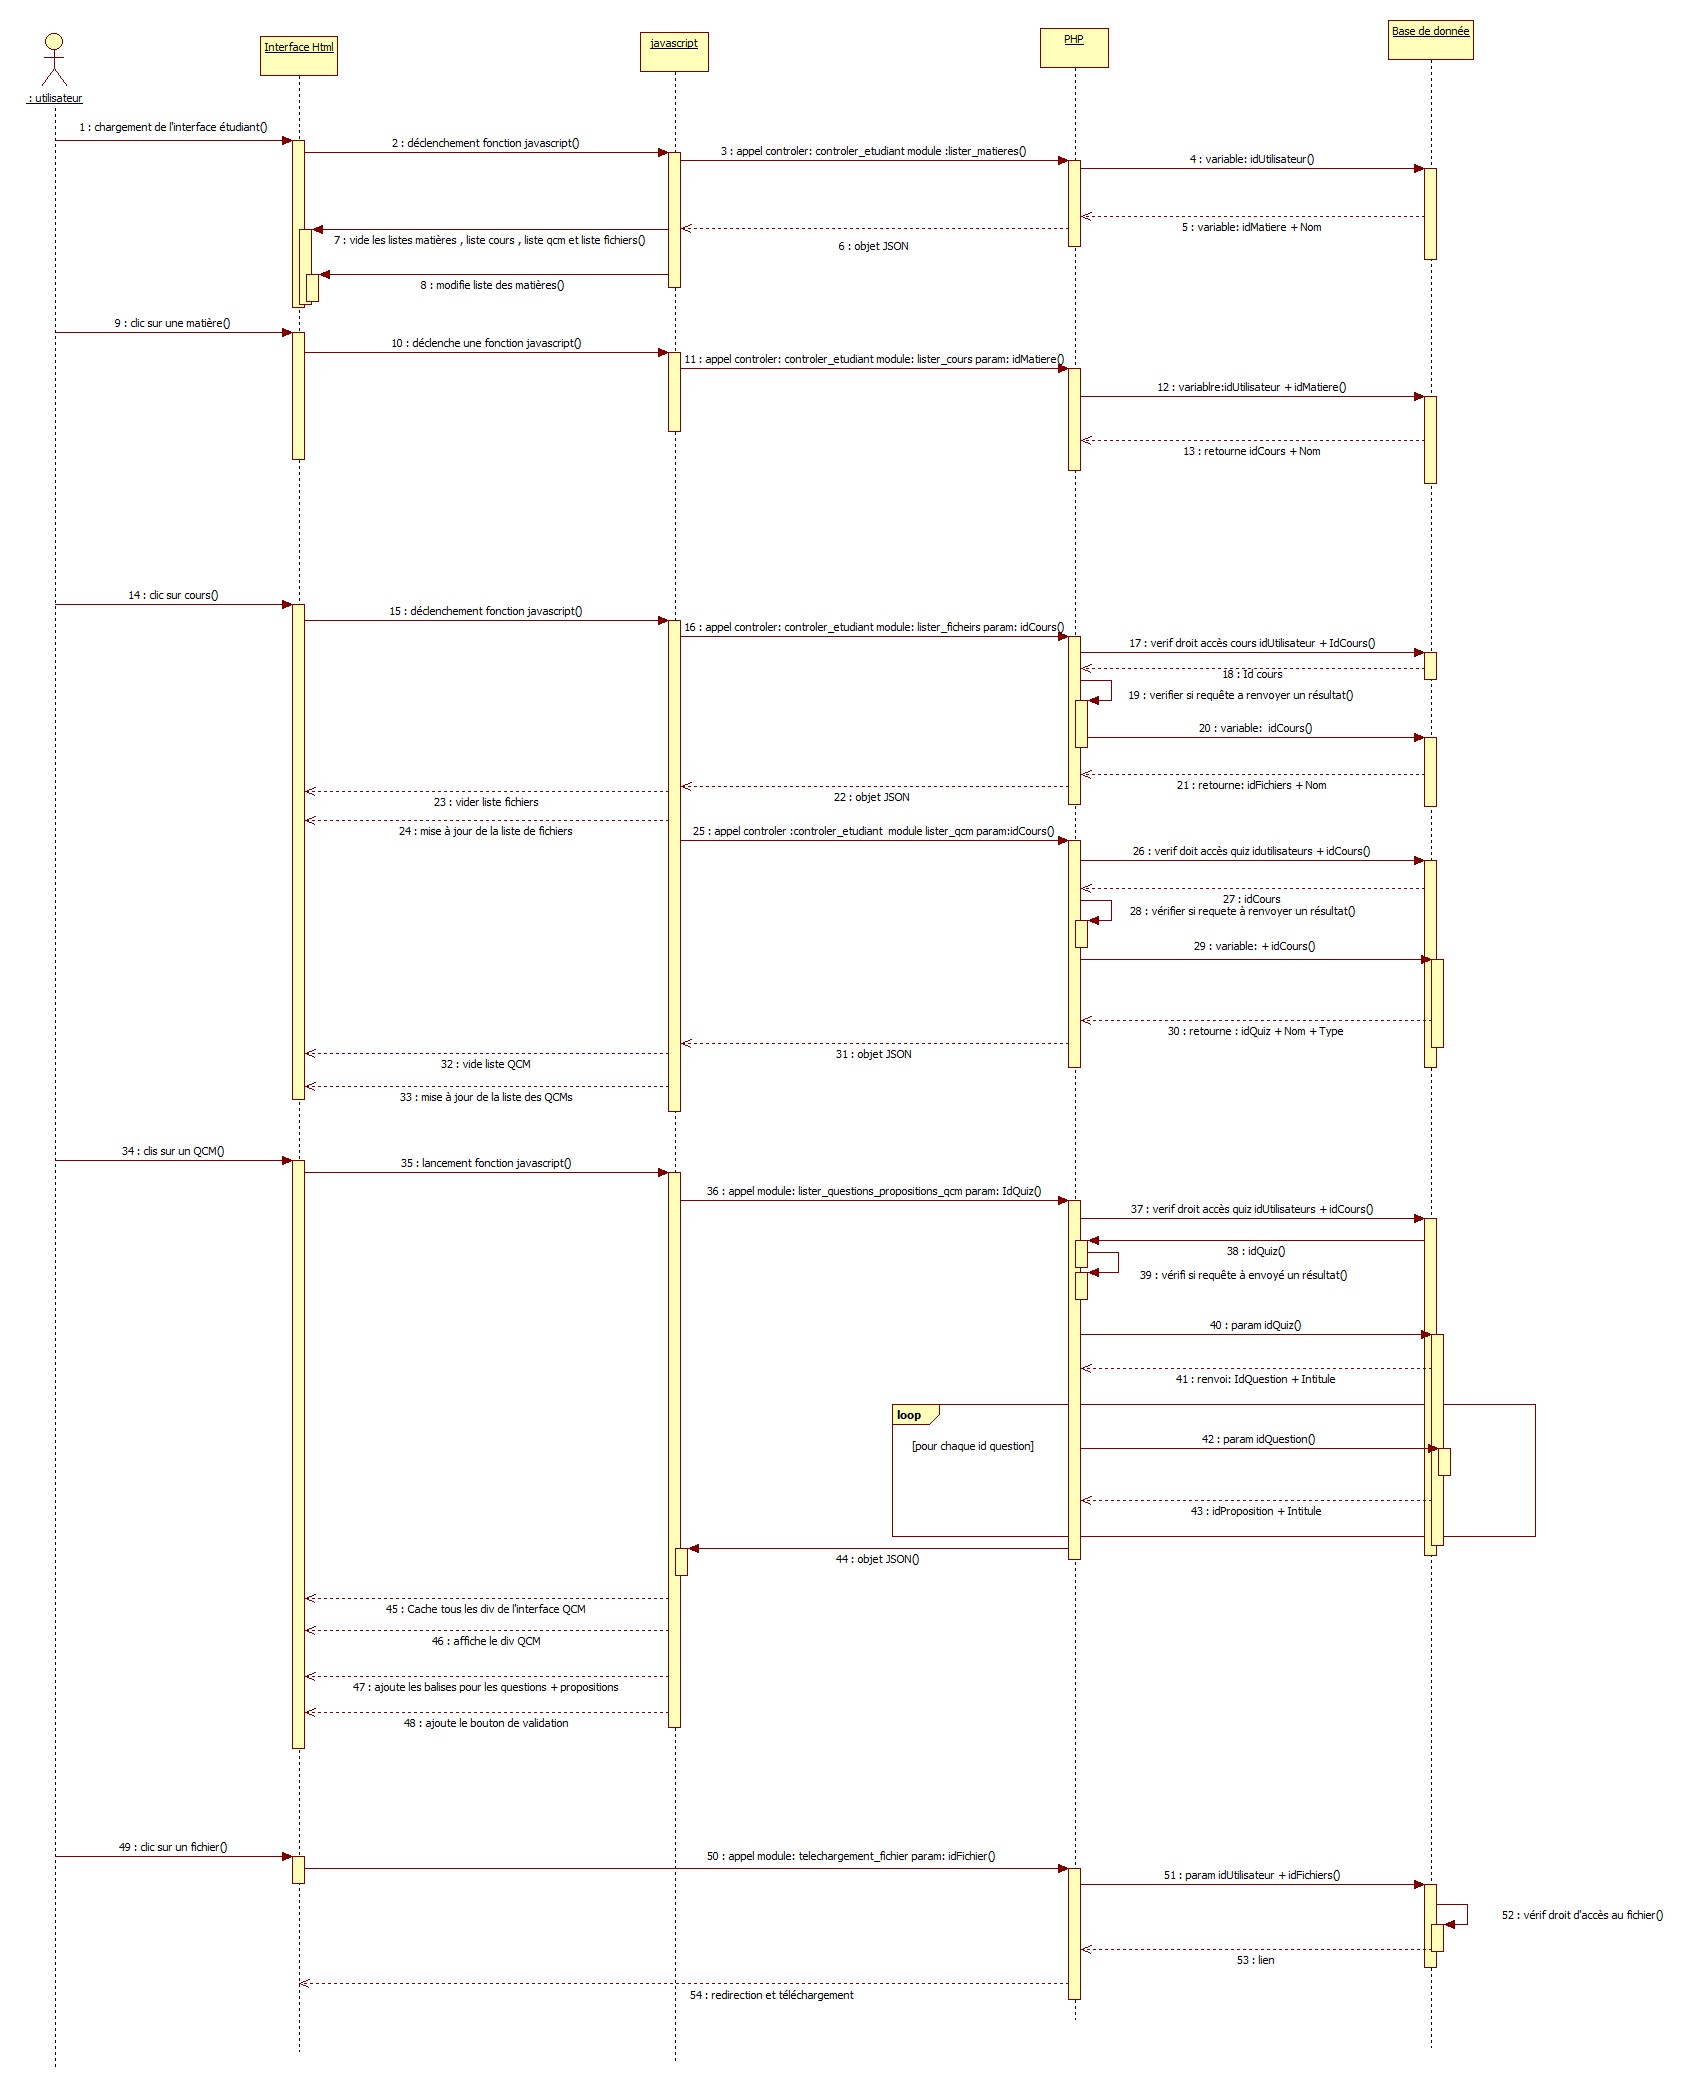 Interface Html
javascript
PHP
Base de donnée
: utilisateur
1 : chargement de l'interface étudiant()
2 : déclenchement fonction javascript()
3 : appel controler: controler_etudiant module :lister_matieres()
4 : variable: idUtilisateur()
5 : variable: idMatiere + Nom
6 : objet JSON
7 : vide les listes matières , liste cours , liste qcm et liste fichiers()
8 : modifie liste des matières()
9 : clic sur une matière()
10 : déclenche une fonction javascript()
11 : appel controler: controler_etudiant module: lister_cours param: idMatiere()
12 : variablre:idUtilisateur + idMatiere()
13 : retourne idCours + Nom
14 : clic sur cours()
15 : déclenchement fonction javascript()
16 : appel controler: controler_etudiant module: lister_ficheirs param: idCours()
17 : verif droit accès cours idUtilisateur + IdCours()
18 : Id cours
19 : verifier si requête a renvoyer un résultat()
20 : variable:  idCours()
21 : retourne: idFichiers + Nom
22 : objet JSON
23 : vider liste fichiers
24 : mise à jour de la liste de fichiers
25 : appel controler :controler_etudiant  module lister_qcm param:idCours()
26 : verif doit accès quiz idutilisateurs + idCours()
27 : idCours
28 : vérifier si requete à renvoyer un résultat()
29 : variable: + idCours()
30 : retourne : idQuiz + Nom + Type
31 : objet JSON
32 : vide liste QCM
33 : mise à jour de la liste des QCMs
34 : clis sur un QCM()
35 : lancement fonction javascript()
36 : appel module: lister_questions_propositions_qcm param: IdQuiz()
37 : verif droit accès quiz idUtilisateurs + idCours()
38 : idQuiz()
39 : vérifi si requête à envoyé un résultat()
40 : param idQuiz()
41 : renvoi: IdQuestion + Intitule
loop
[pour chaque id question]
42 : param idQuestion()
43 : idProposition + Intitule
44 : objet JSON()
45 : Cache tous les div de l'interface QCM
46 : affiche le div QCM
47 : ajoute les balises pour les questions + propositions
48 : ajoute le bouton de validation
49 : clic sur un fichier()
50 : appel module: telechargement_fichier param: idFichier()
51 : param idUtilisateur + idFichiers()
52 : vérif droit d'accès au fichier()
53 : lien
54 : redirection et téléchargement